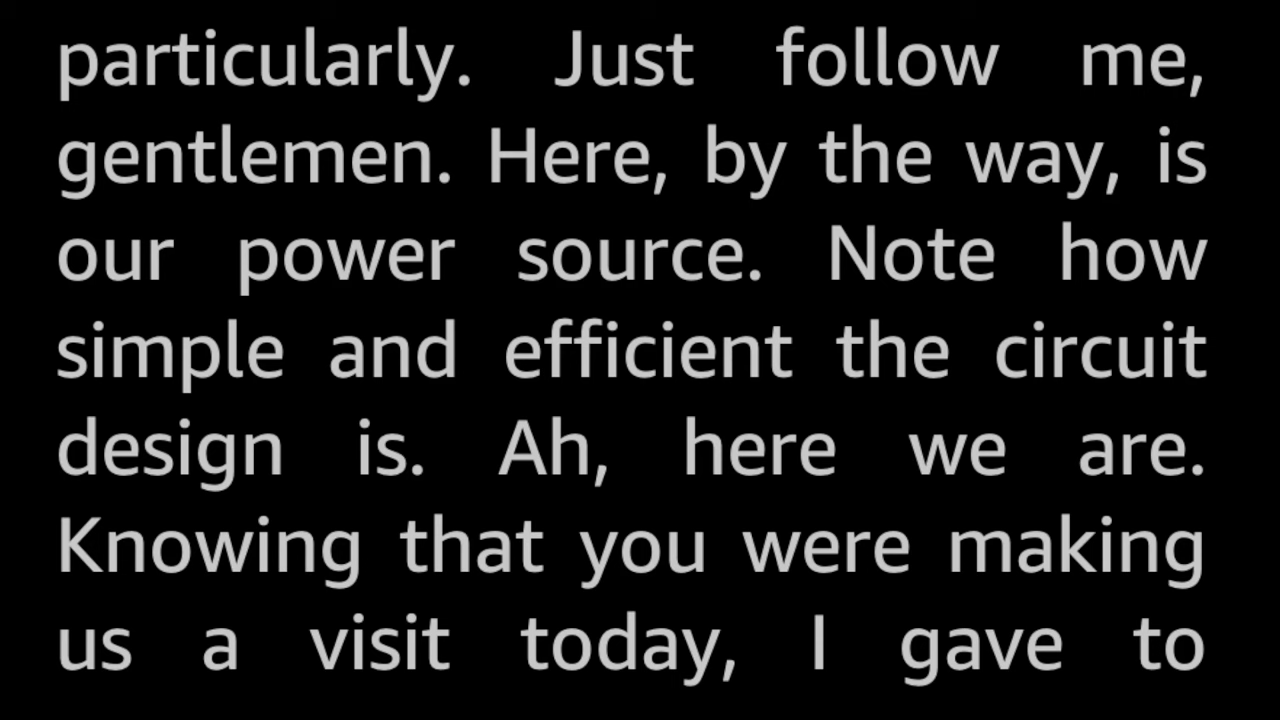 particularly. Just follow me,
gentlemen. Here, by the way, is
our power source. Note how
simple and efficient the circuit
design is. Ah, here we are.
Knowing that you were making
us a visit today, I gave to